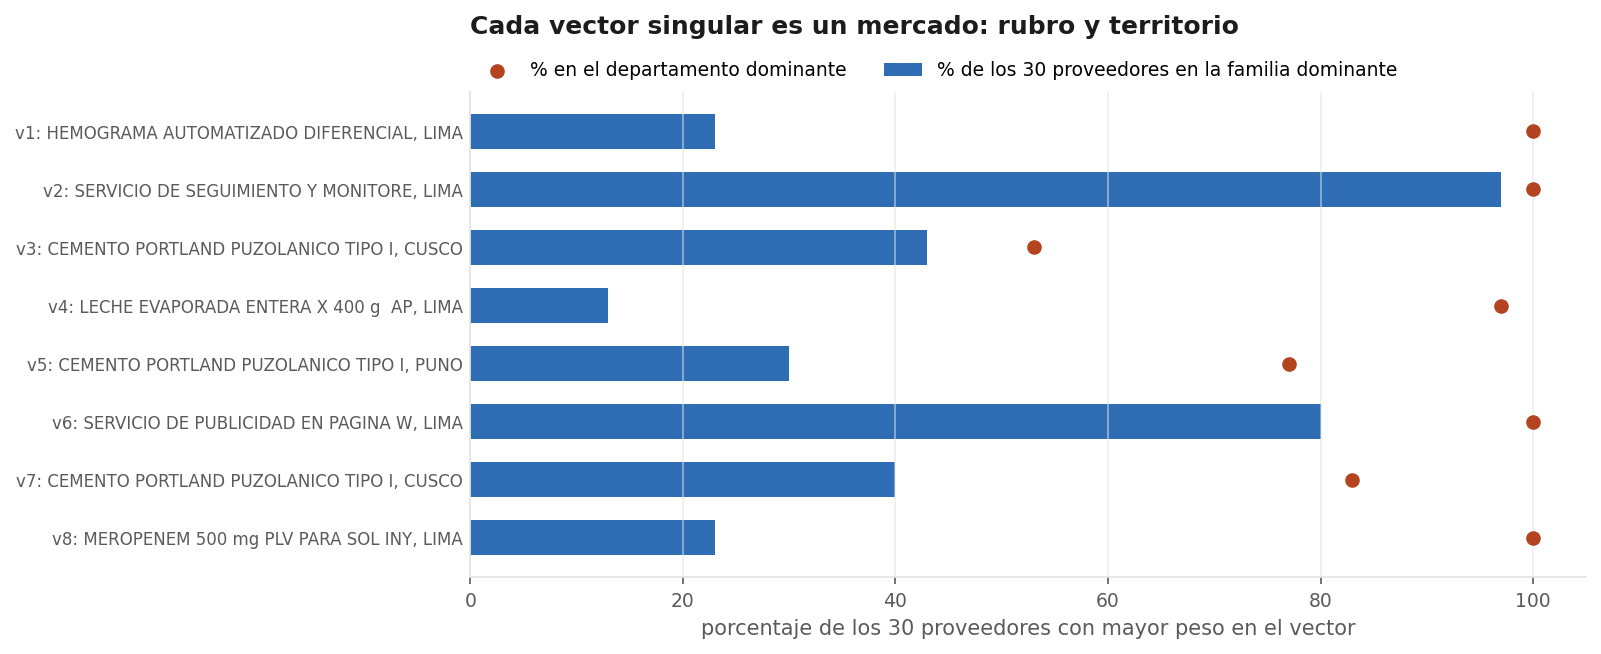 Cada vector singular es un mercado: rubro y territorio
% en el departamento dominante
% de los 30 proveedores en la familia dominante
v1: HEMOGRAMA AUTOMATIZADO DIFERENCIAL, LIMA
v2: SERVICIO DE SEGUIMIENTO Y MONITORE, LIMA
v3: CEMENTO PORTLAND PUZOLANICO TIPO I, CUSCO
v4: LECHE EVAPORADA ENTERA X 400 g  AP, LIMA
v5: CEMENTO PORTLAND PUZOLANICO TIPO I, PUNO
v6: SERVICIO DE PUBLICIDAD EN PAGINA W, LIMA
v7: CEMENTO PORTLAND PUZOLANICO TIPO I, CUSCO
v8: MEROPENEM 500 mg PLV PARA SOL INY, LIMA
0 20 40 60 80 100
porcentaje de los 30 proveedores con mayor peso en el vector